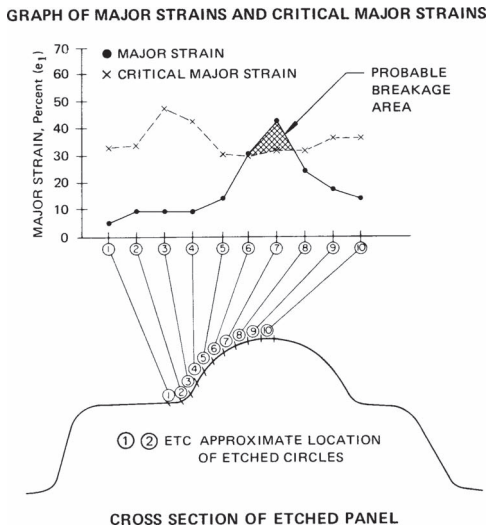 GRAPH OF MAJOR STRAINS AND CRITICAL MAJOR STRAINS
MAJOR STRAIN, Percent (e1)
70
60
50
40
30
20
10
0
● MAJOR STRAIN
× CRITICAL MAJOR STRAIN
PROBABLE
BREAKAGE
AREA
① ② ③ ④ ⑤ ⑥ ⑦ ⑧ ⑨ ⑩
① ② ③ ④ ⑤ ⑥ ⑦ ⑧ ⑨ ⑩
① ② ETC APPROXIMATE LOCATION
OF ETCHED CIRCLES
CROSS SECTION OF ETCHED PANEL